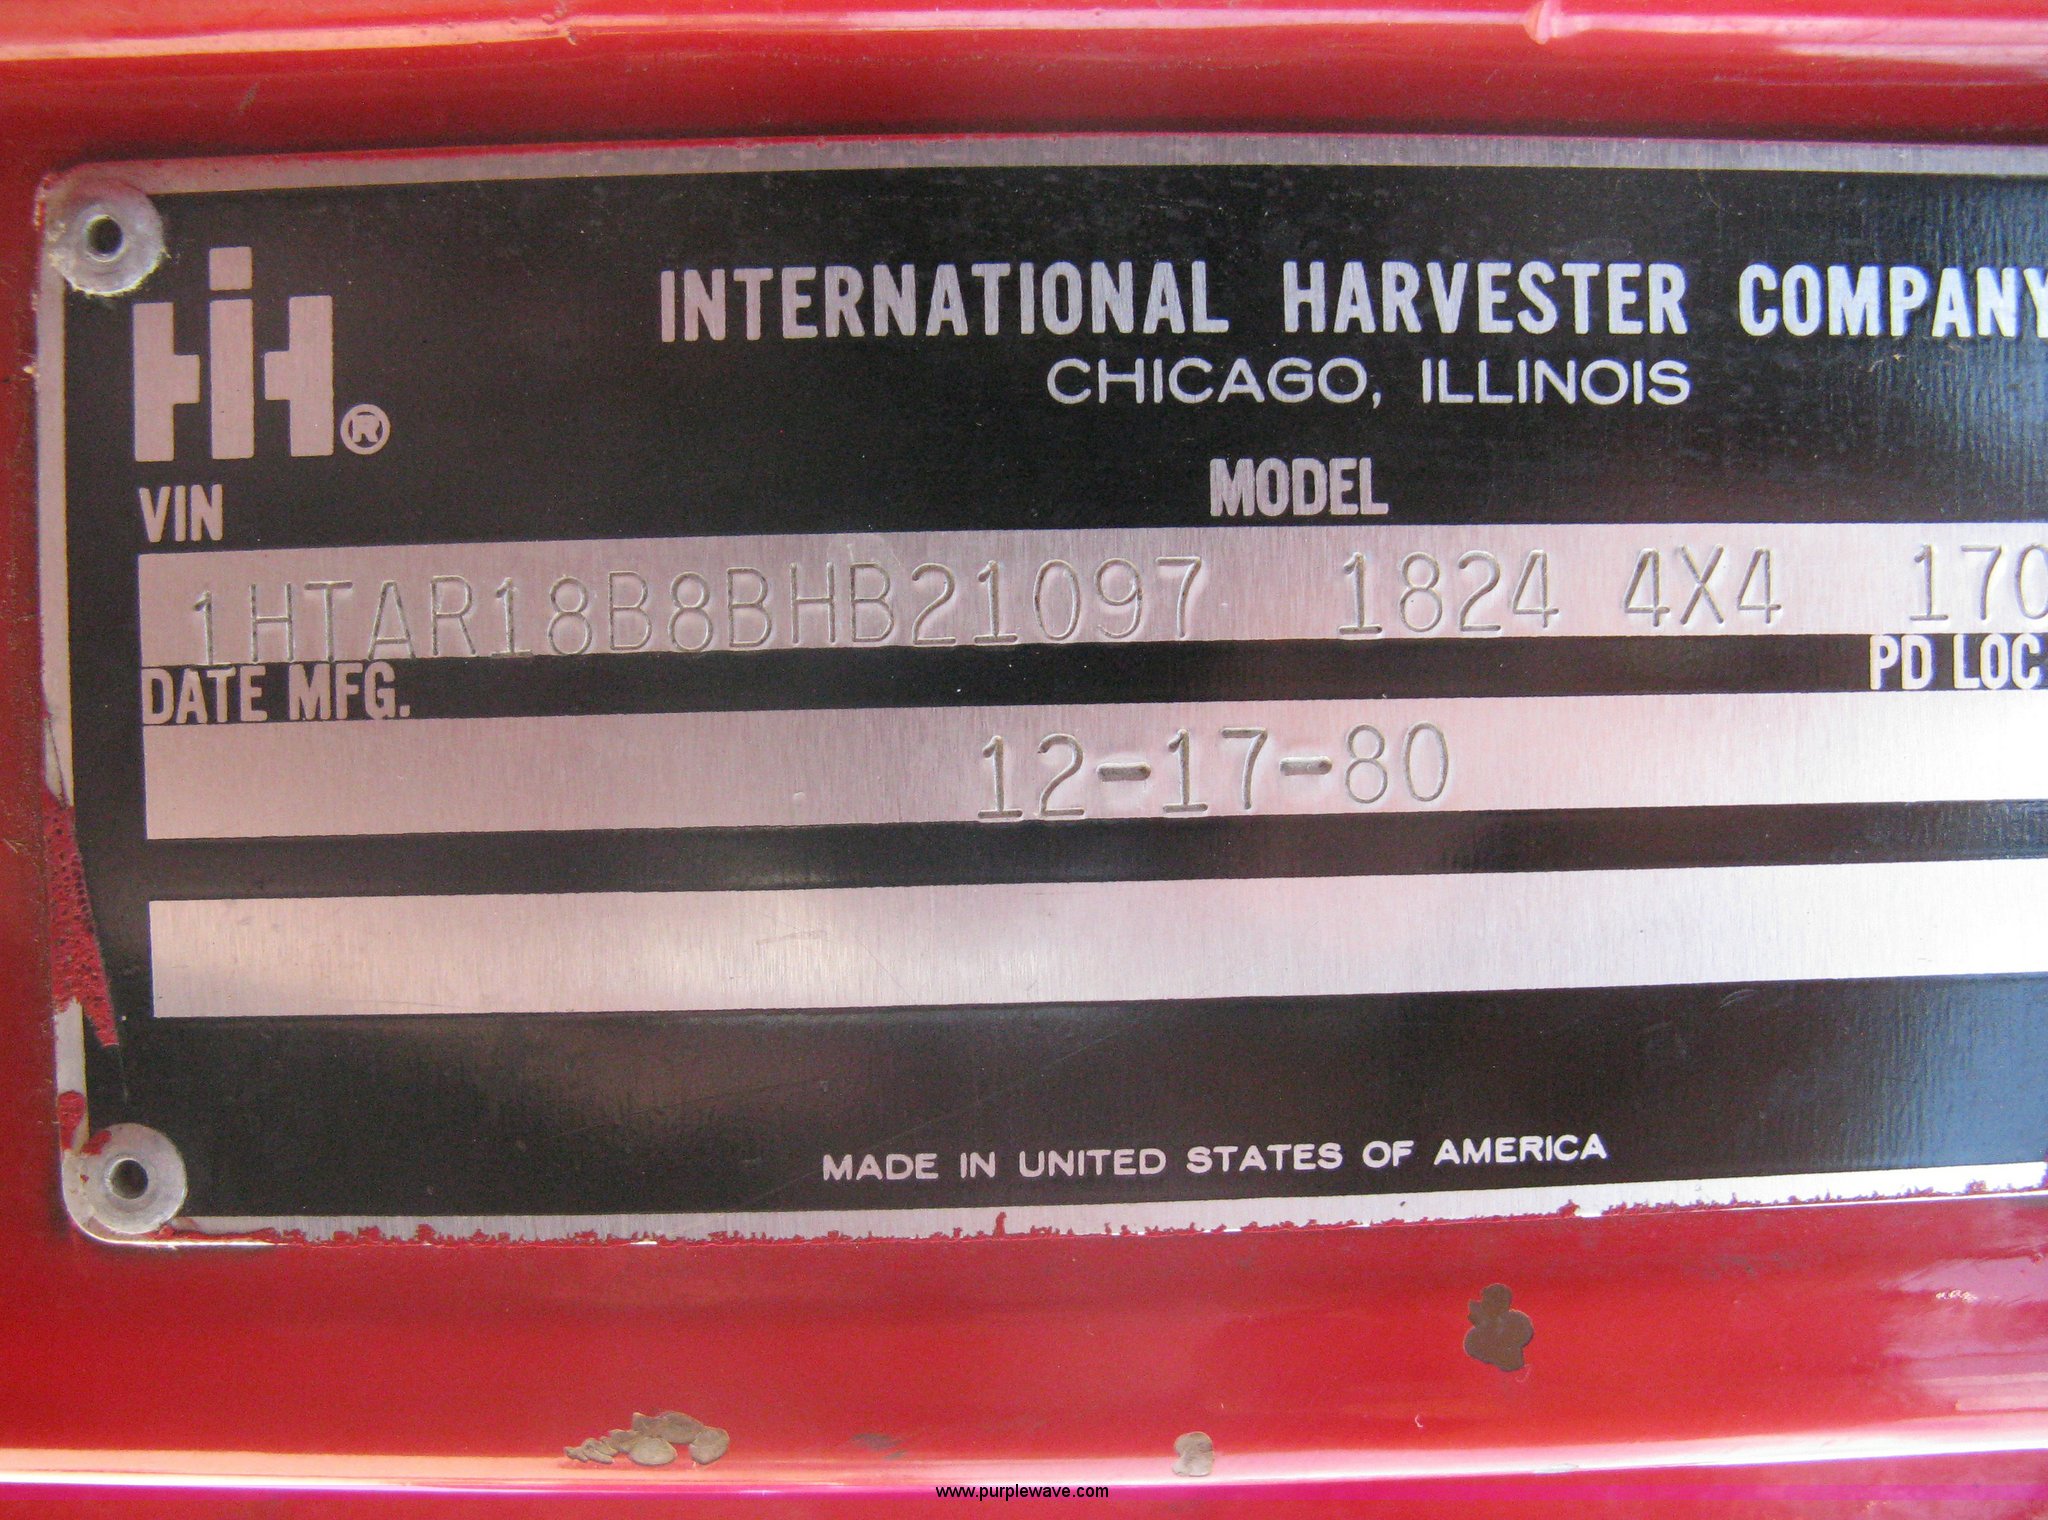 IH®
INTERNATIONAL HARVESTER COMPANY
CHICAGO, ILLINOIS
VIN MODEL
1HTAR18B8BHB21097 1824 4X4 170
DATE MFG. PD LOC
12-17-80
MADE IN UNITED STATES OF AMERICA
www.purplewave.com